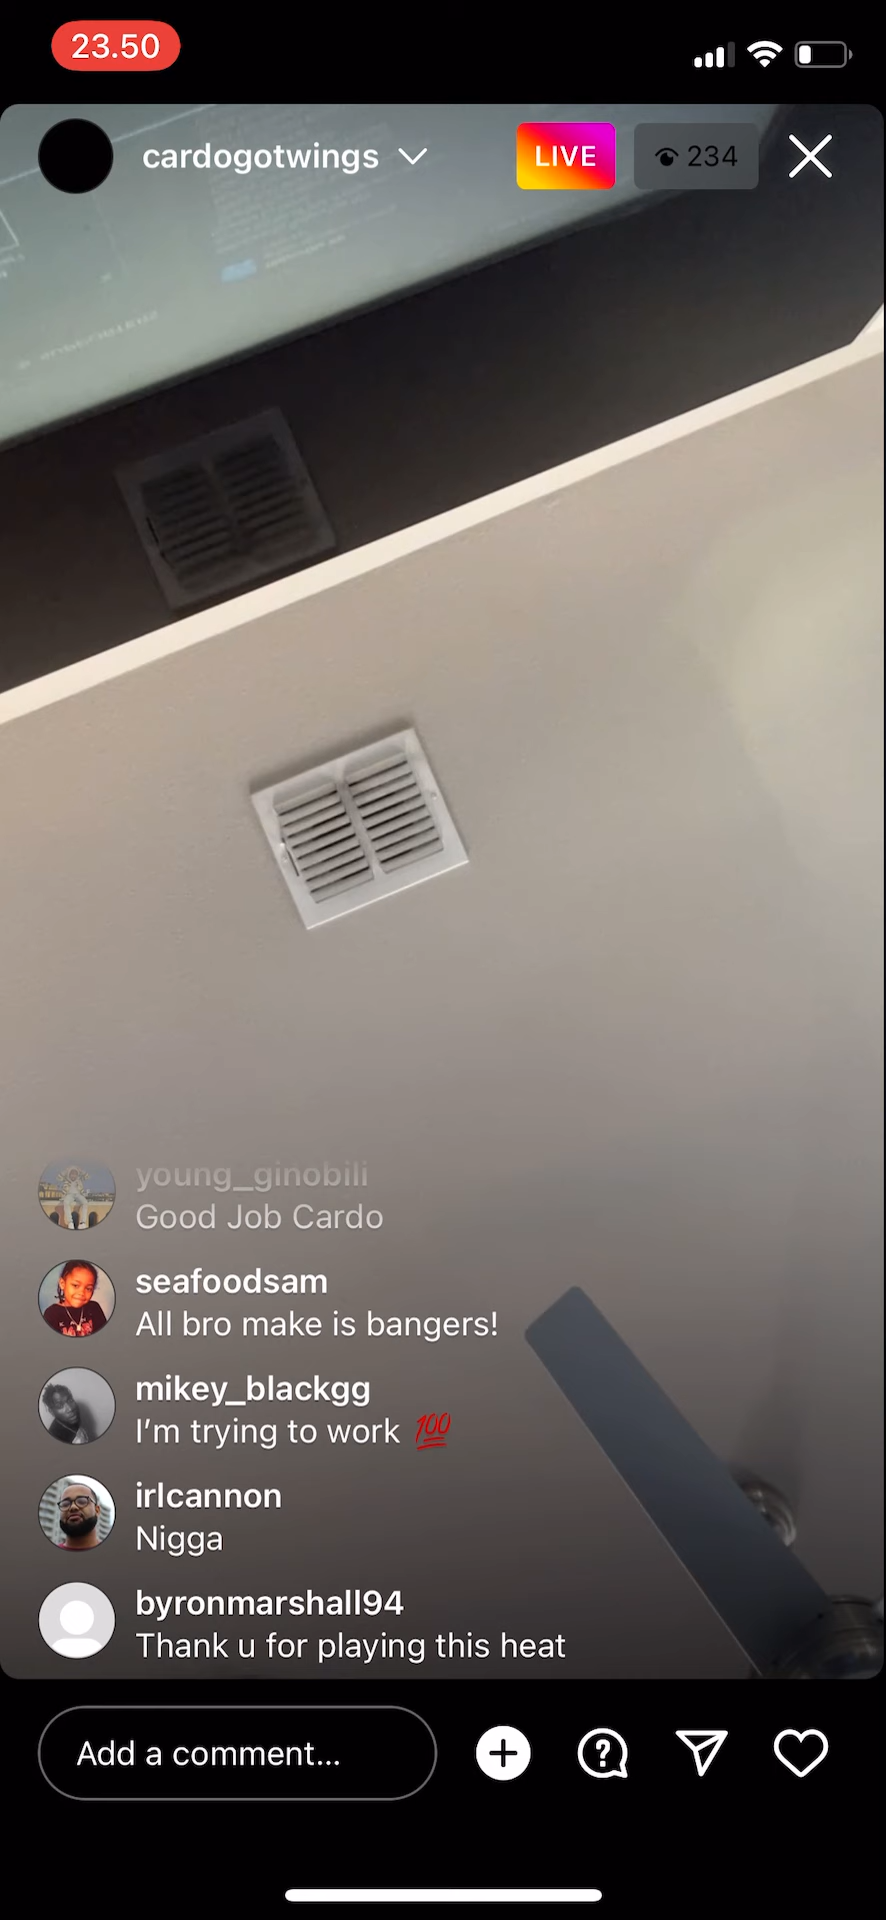 23.50
cardogotwings
LIVE
234
young_ginobili
Good Job Cardo
seafoodsam
All bro make is bangers!
mikey_blackgg
I'm trying to work 💯
irlcannon
Nigga
byronmarshall94
Thank u for playing this heat
Add a comment...